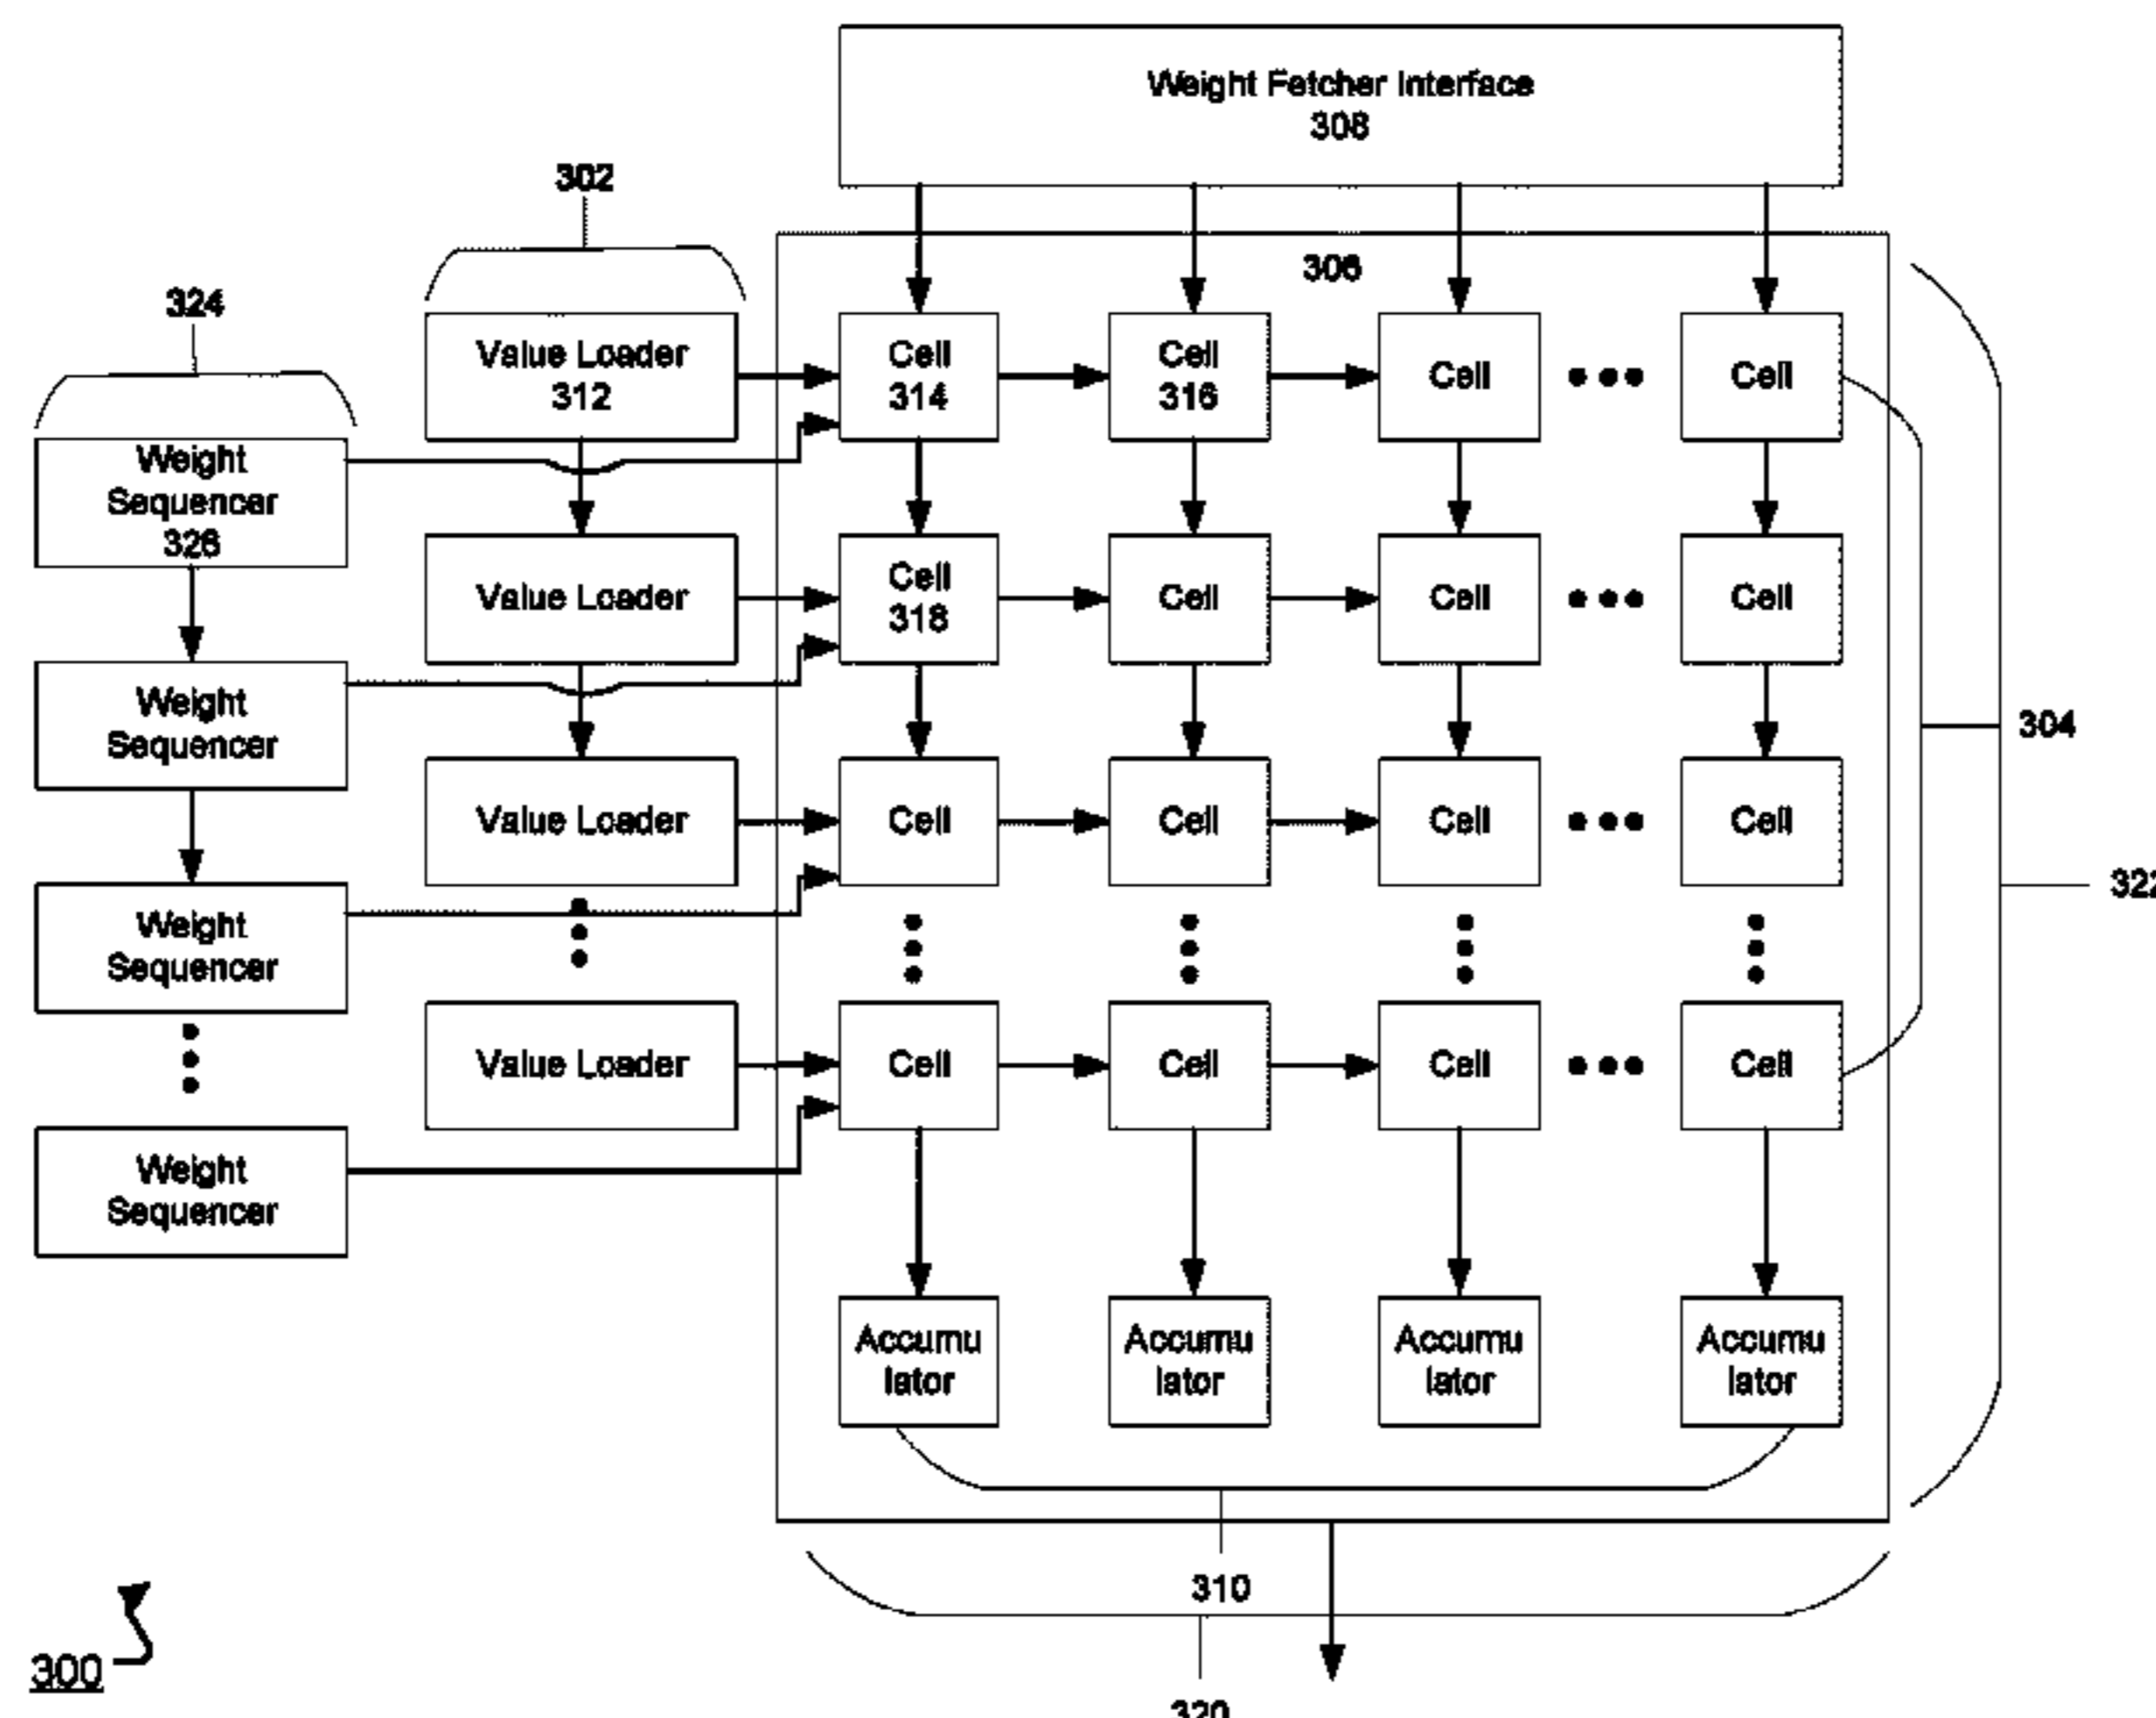 Weight Fetcher Interface
308
302
306
324
Value Loader
312
Cell
314
Cell
316
Cell
Cell
Weight
Sequencer
326
Value Loader
Cell
318
Cell
Cell
Cell
Weight
Sequencer
304
Value Loader
Cell
Cell
Cell
Cell
322
Weight
Sequencer
Value Loader
Cell
Cell
Cell
Cell
Weight
Sequencer
Accumu
lator
Accumu
lator
Accumu
lator
Accumu
lator
310
300
320